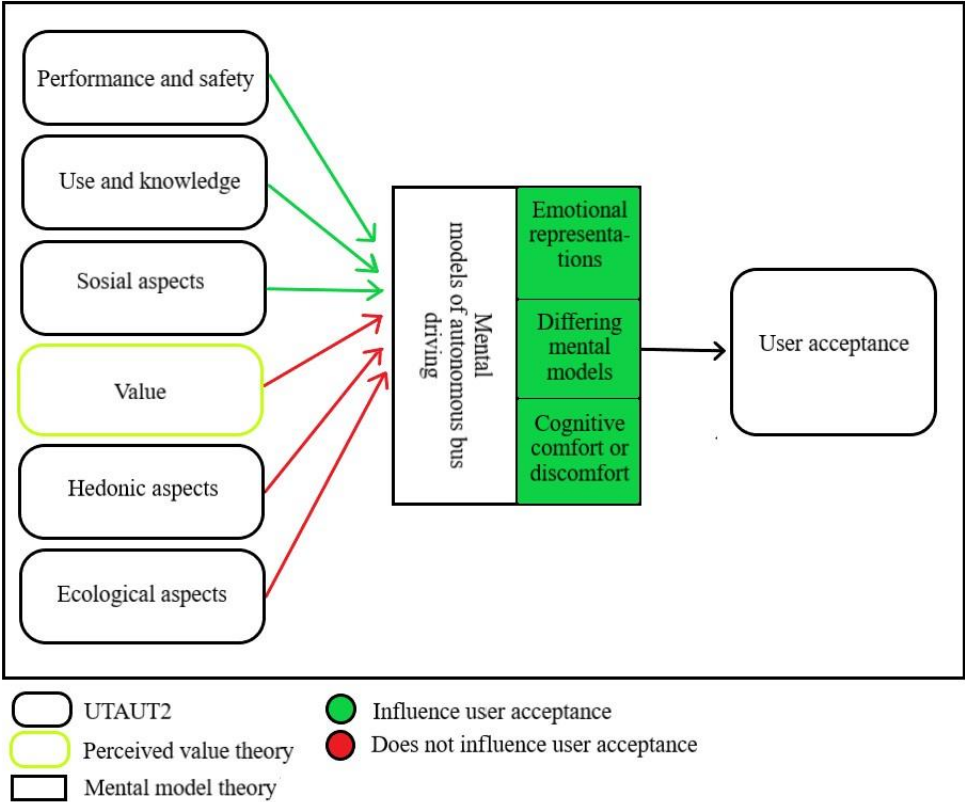 Performance and safety
Use and knowledge
Sosial aspects
Value
Hedonic aspects
Ecological aspects
Mental
models of autonomous bus
driving
Emotional
representa-
tions
Differing
mental
models
Cognitive
comfort or
discomfort
User acceptance
UTAUT2
Perceived value theory
Mental model theory
Influence user acceptance
Does not influence user acceptance